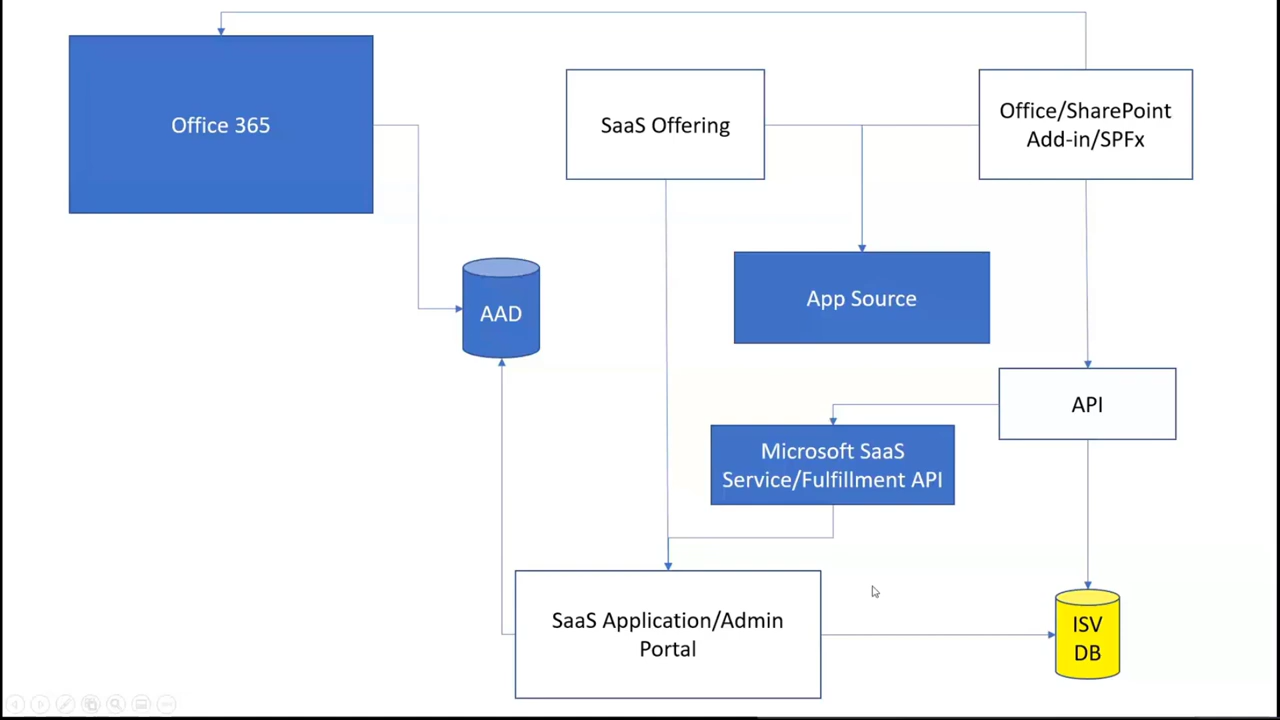 Office 365
SaaS Offering
Office/SharePoint
Add-in/SPFx
AAD
App Source
API
Microsoft SaaS
Service/Fulfillment API
SaaS Application/Admin
Portal
ISV
DB